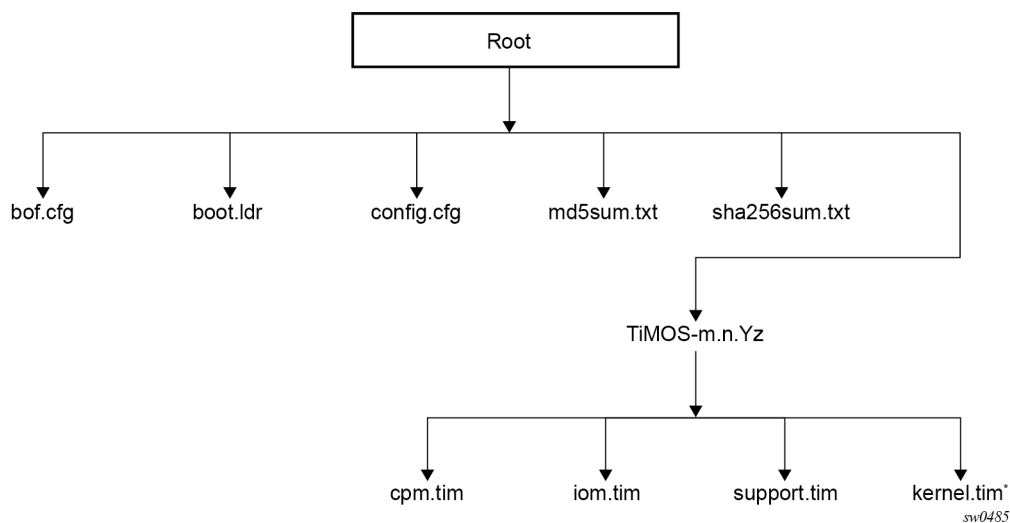 Root
bof.cfg boot.ldr config.cfg md5sum.txt sha256sum.txt
TiMOS-m.n.Yz
cpm.tim iom.tim support.tim kernel.tim*
sw0485